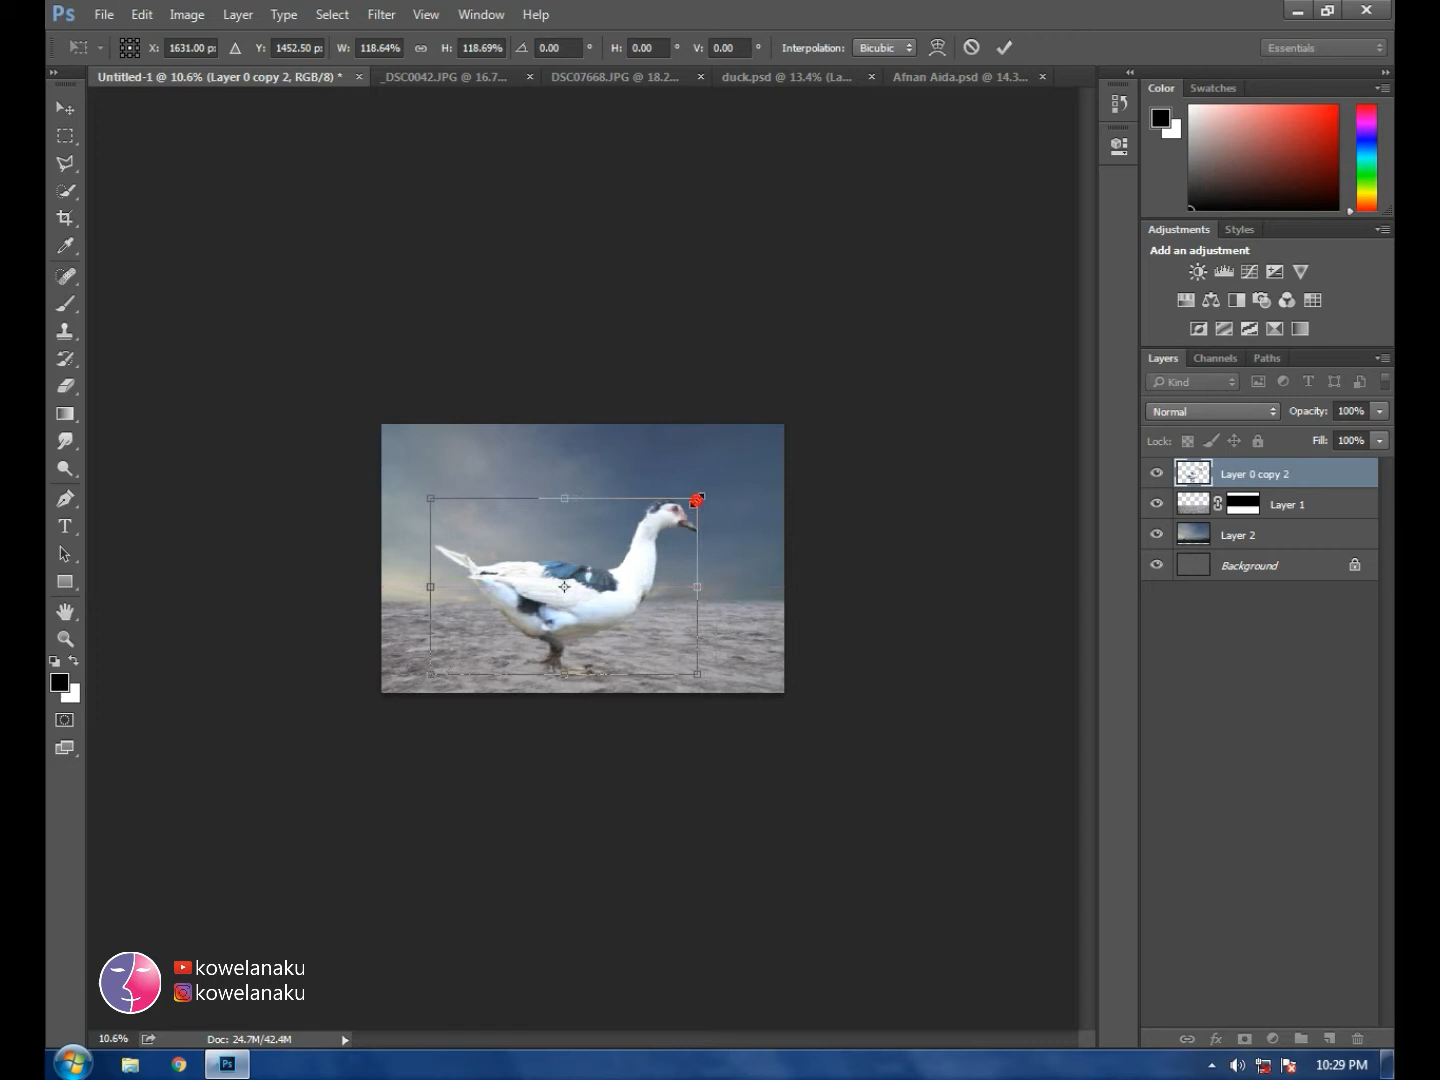 Ps File Edit Image Layer Type Select Filter View Window Help
X: 1631.00 p: Y: 1452.50 p: W: 118.64% H: 118.69% 0.00 ° H: 0.00 ° V: 0.00 ° Interpolation: Bicubic Essentials
Untitled-1 @ 10.6% (Layer 0 copy 2, RGB/8) * × _DSC0042.JPG @ 16.7... × DSC07668.JPG @ 18.2... × duck.psd @ 13.4% (La... × Afnan Aida.psd @ 14.3... ×
Color Swatches
Adjustments Styles
Add an adjustment
Layers Channels Paths
Kind
Normal Opacity: 100%
Lock: Fill: 100%
Layer 0 copy 2
Layer 1
Layer 2
Background
kowelanaku
kowelanaku
10.6% Doc: 24.7M/42.4M
Ps 10:29 PM